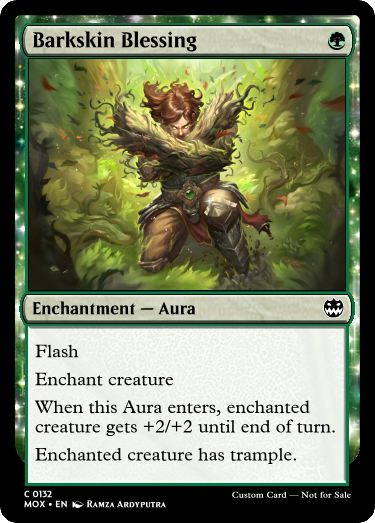 Barkskin Blessing
Enchantment — Aura
Flash
Enchant creature
When this Aura enters, enchanted
creature gets +2/+2 until end of turn.
Enchanted creature has trample.
C 0132
MOX • EN Ramza Ardyputra
Custom Card — Not for Sale